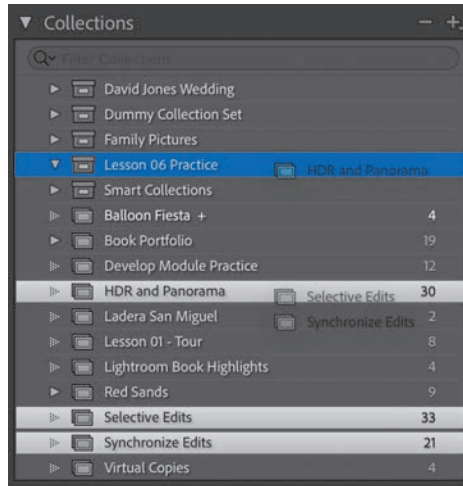 Collections
Filter Collections
David Jones Wedding
Dummy Collection Set
Family Pictures
Lesson 06 Practice HDR and Panorama
Smart Collections
Balloon Fiesta + 4
Book Portfolio 19
Develop Module Practice 12
HDR and Panorama 30
Selective Edits
Ladera San Miguel 2
Synchronize Edits
Lesson 01 - Tour 8
Lightroom Book Highlights 4
Red Sands 9
Selective Edits 33
Synchronize Edits 21
Virtual Copies 4